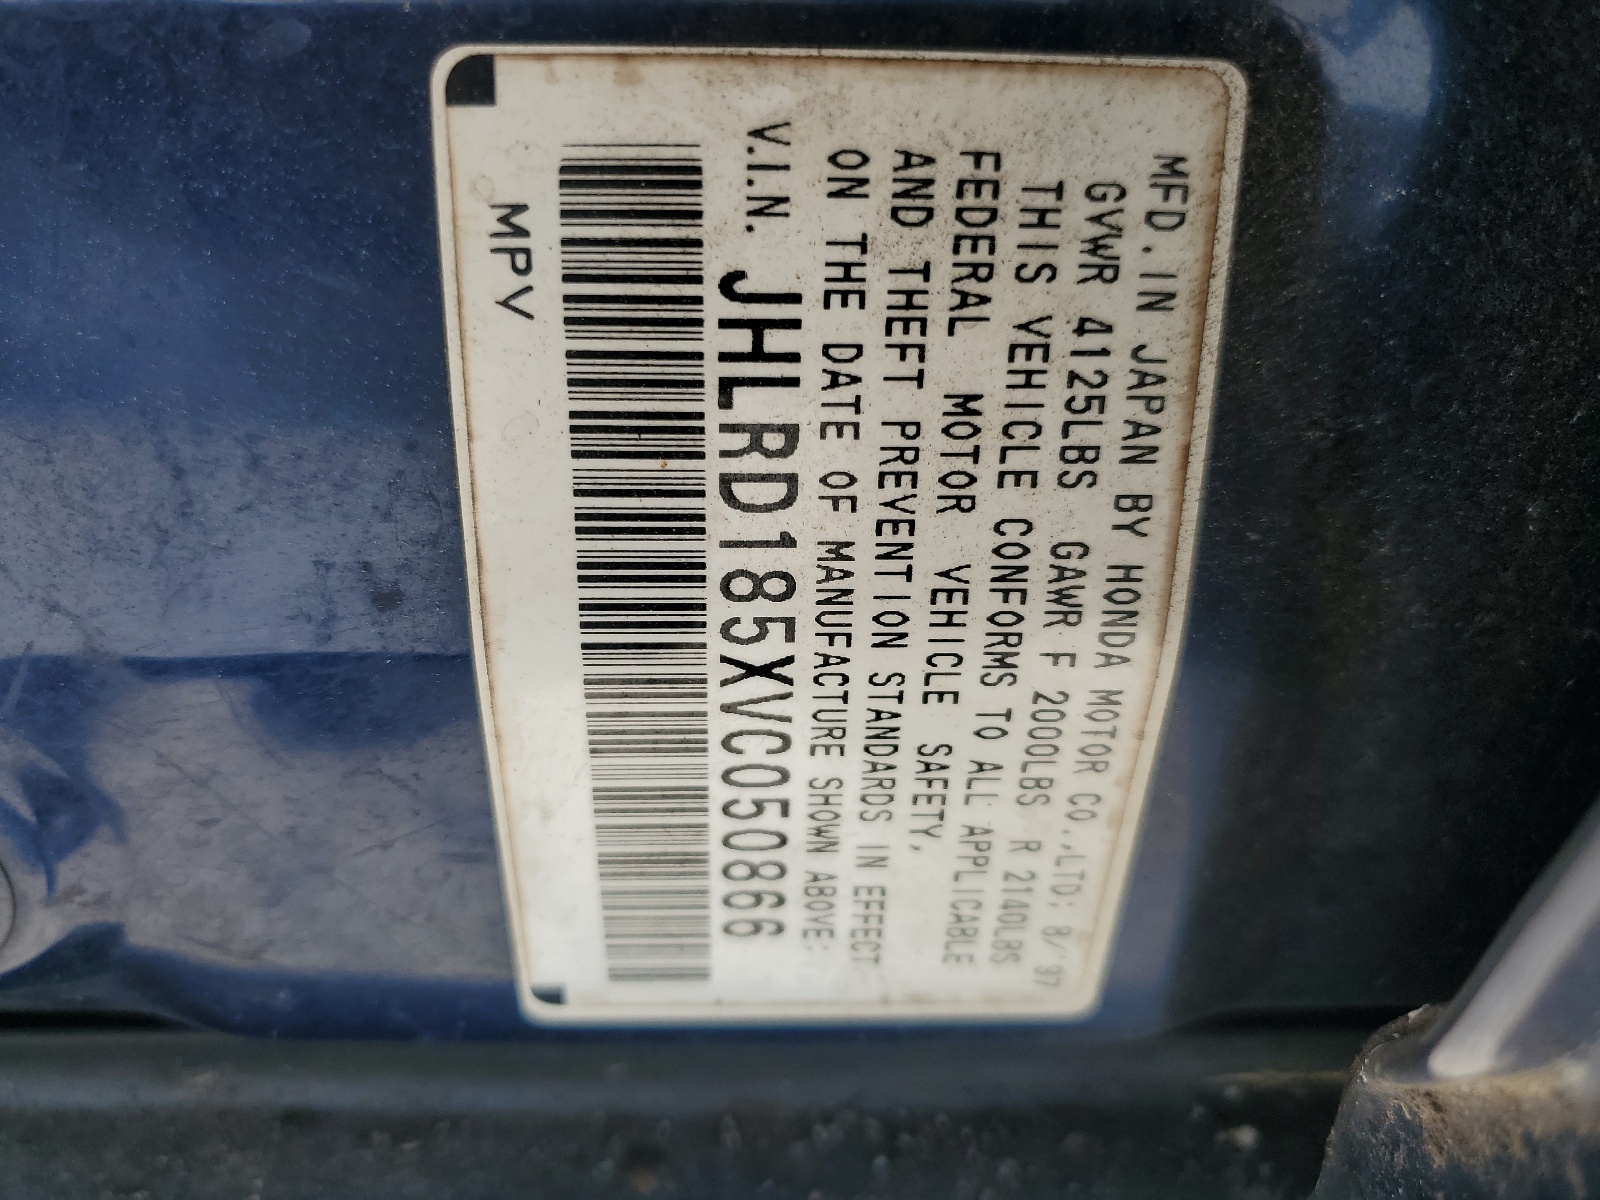 MFD.IN JAPAN BY HONDA MOTOR CO.,LTD; 8/'97
GVWR 4125LBS GAWR F 2000LBS R 2140LBS
THIS VEHICLE CONFORMS TO ALL APPLICABLE
FEDERAL MOTOR VEHICLE SAFETY,
AND THEFT PREVENTION STANDARDS IN EFFECT
ON THE DATE OF MANUFACTURE SHOWN ABOVE:
V.I.N. JHLRD185XVC050866
MPV